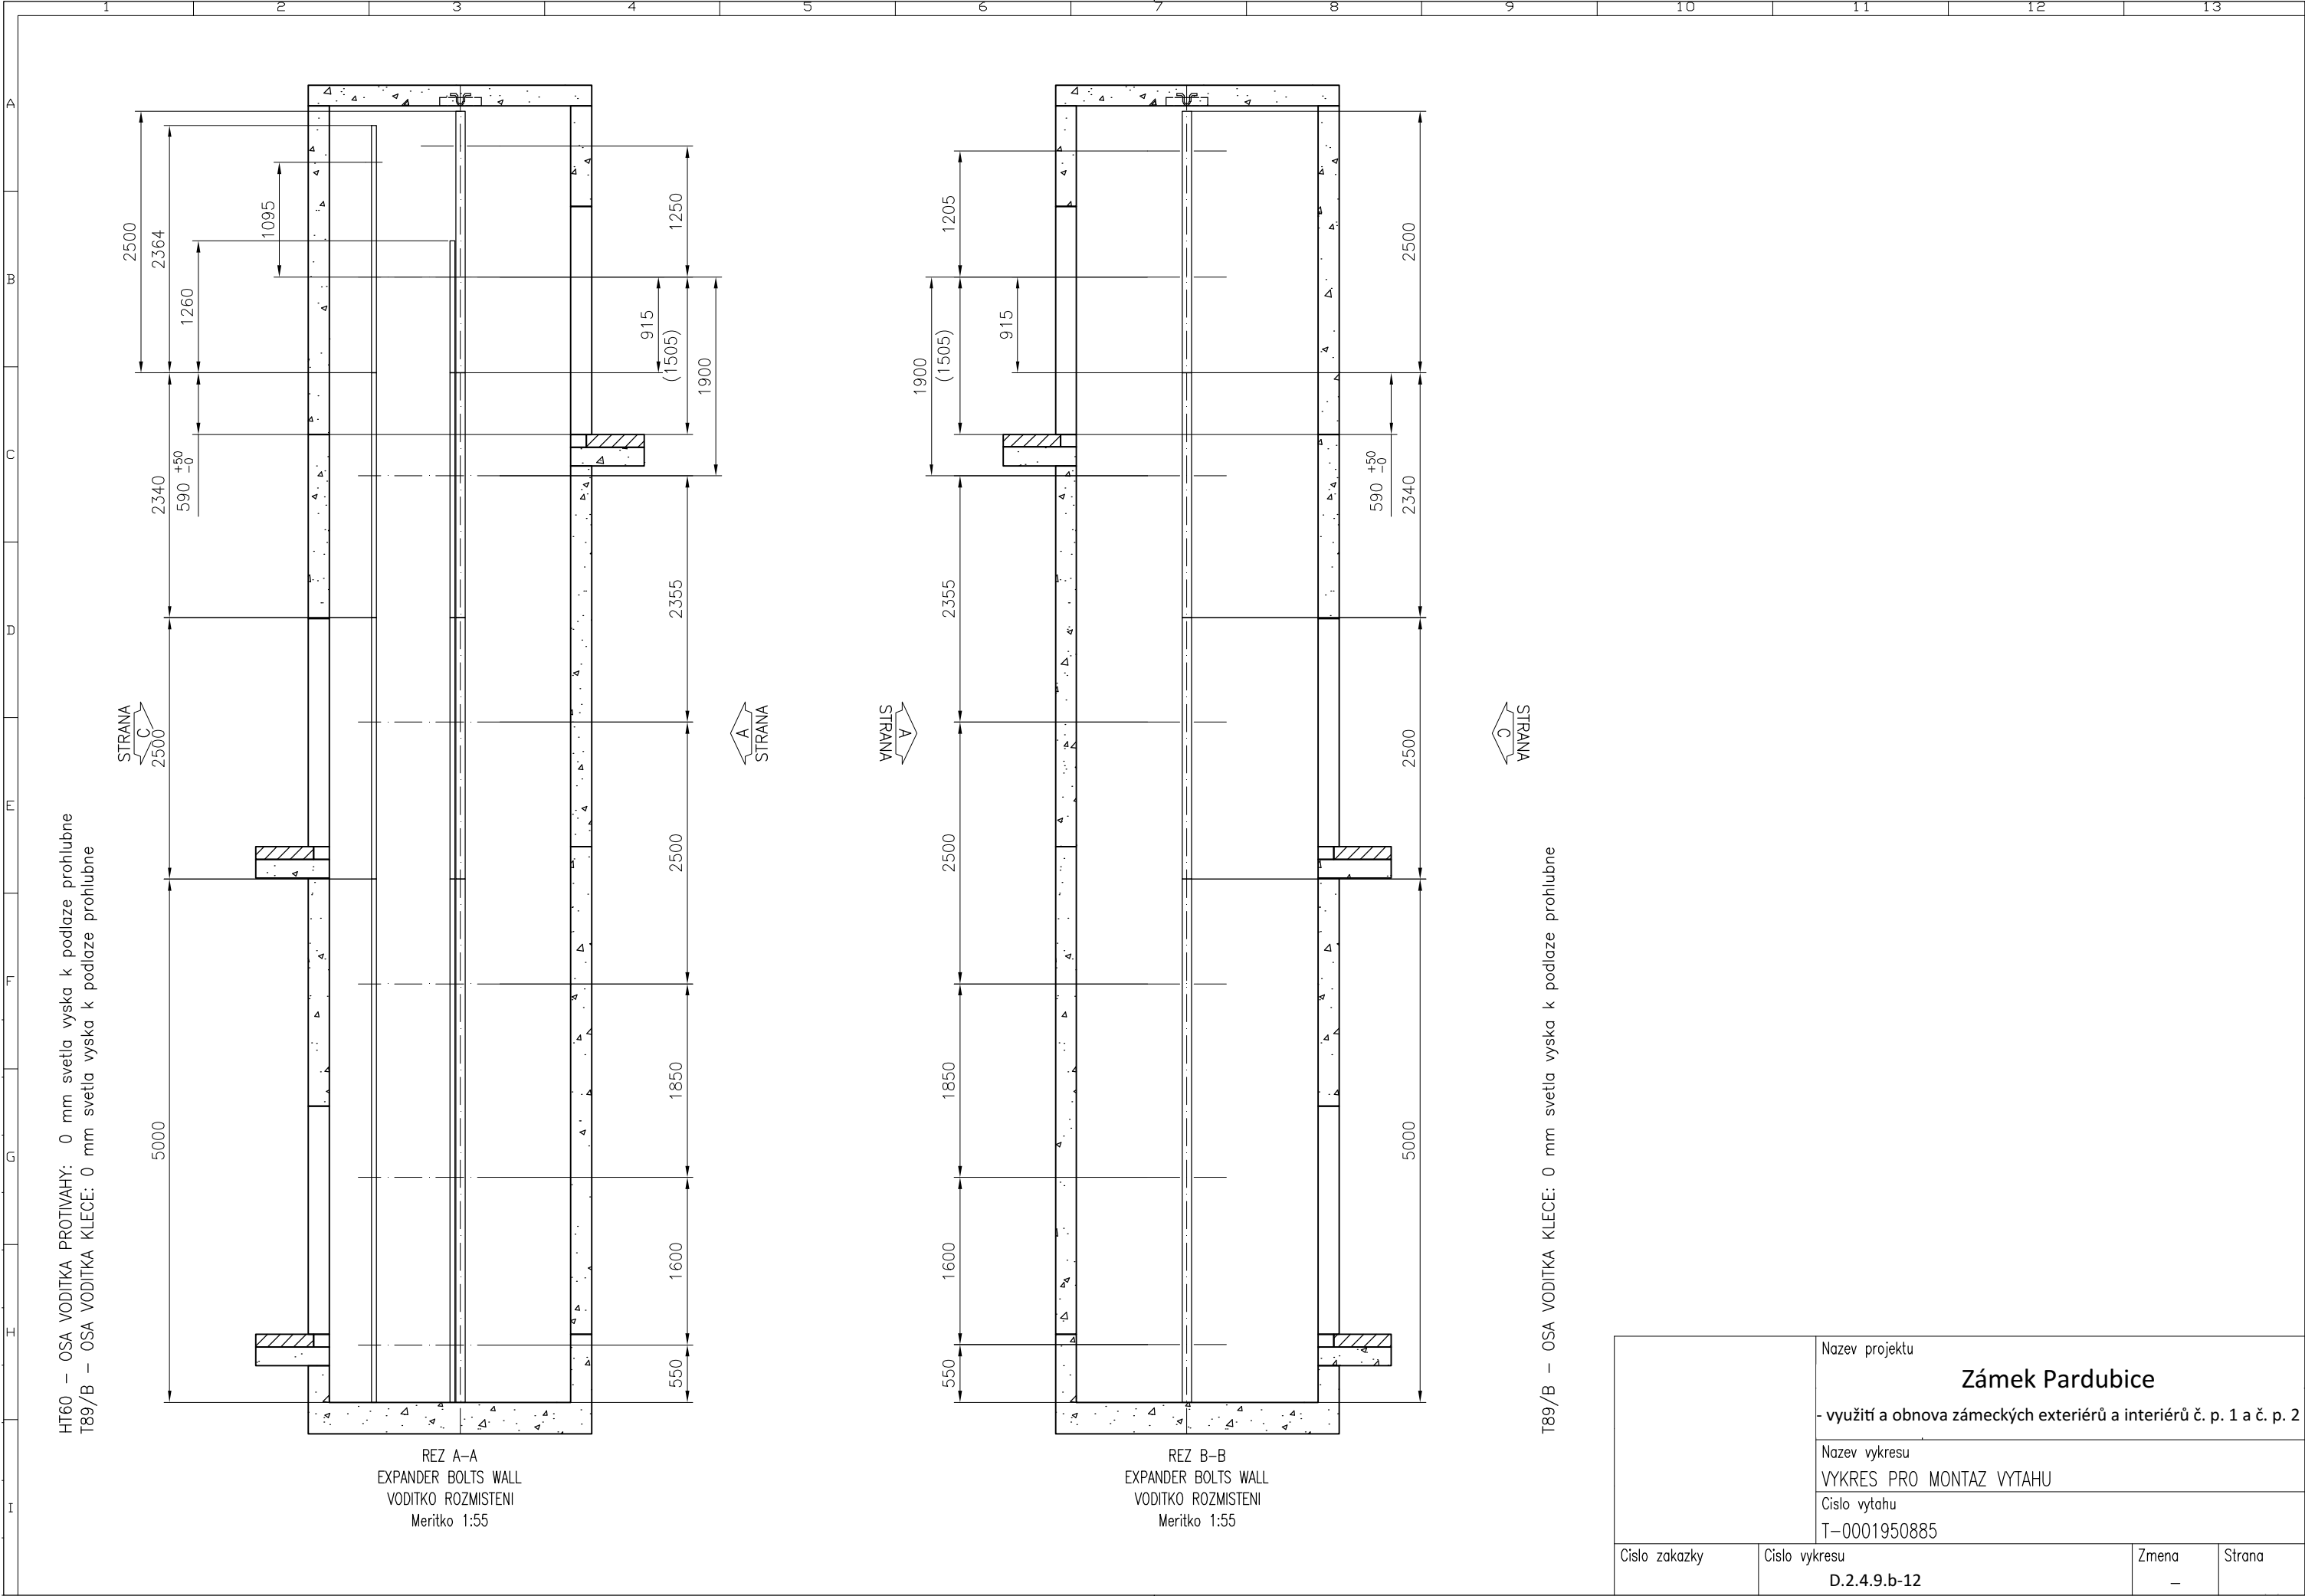 1 2 3 4 5 6 7 8 9 10 11 12 13
A
B
C
D
E
F
G
H
I
2500
2364
1260
1095
2340
590 +50 -0
2500
5000
1250
915
(1505)
1900
2355
2500
1850
1600
550
STRANA
C
A
STRANA
HT60 - OSA VODITKA PROTIVAHY: 0 mm svetla vyska k podlaze prohlubne
T89/B - OSA VODITKA KLECE: 0 mm svetla vyska k podlaze prohlubne
REZ A-A
EXPANDER BOLTS WALL
VODITKO ROZMISTENI
Meritko 1:55
1205
1900
(1505)
915
2355
2500
1850
1600
550
2500
590 +50 -0
2340
2500
5000
STRANA
A
STRANA
C
T89/B - OSA VODITKA KLECE: 0 mm svetla vyska k podlaze prohlubne
REZ B-B
EXPANDER BOLTS WALL
VODITKO ROZMISTENI
Meritko 1:55
Nazev projektu
Zámek Pardubice
- využití a obnova zámeckých exteriérů a interiérů č. p. 1 a č. p. 2
Nazev vykresu
VYKRES PRO MONTAZ VYTAHU
Cislo vytahu
T-0001950885
Cislo zakazky
Cislo vykresu
D.2.4.9.b-12
Zmena
–
Strana